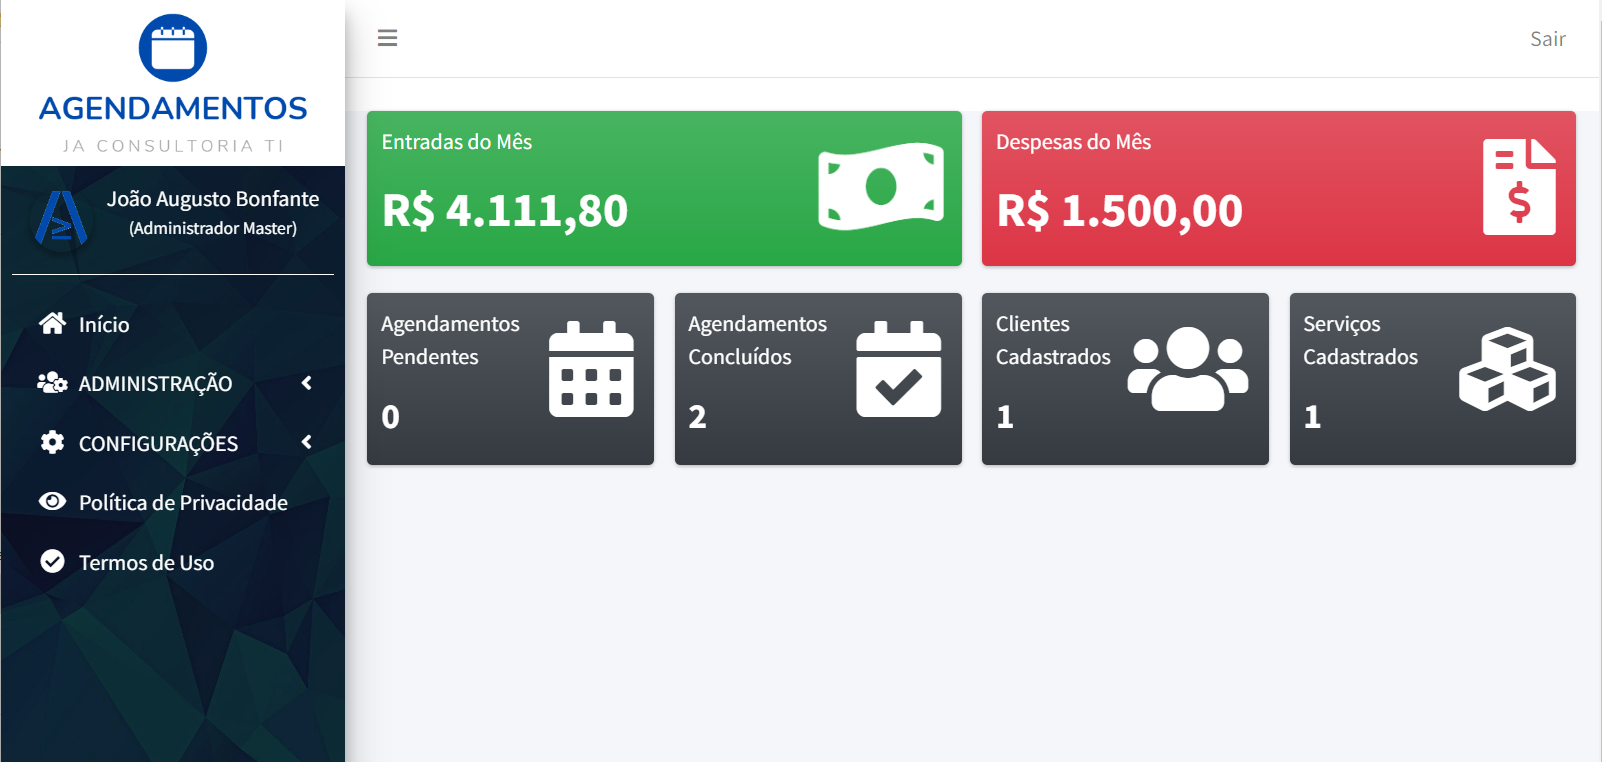 AGENDAMENTOS
JA CONSULTORIA TI
João Augusto Bonfante
(Administrador Master)
Início
ADMINISTRAÇÃO
CONFIGURAÇÕES
Política de Privacidade
Termos de Uso
Sair
Entradas do Mês
R$ 4.111,80
Despesas do Mês
R$ 1.500,00
$
Agendamentos
Pendentes
0
Agendamentos
Concluídos
2
Clientes
Cadastrados
1
Serviços
Cadastrados
1